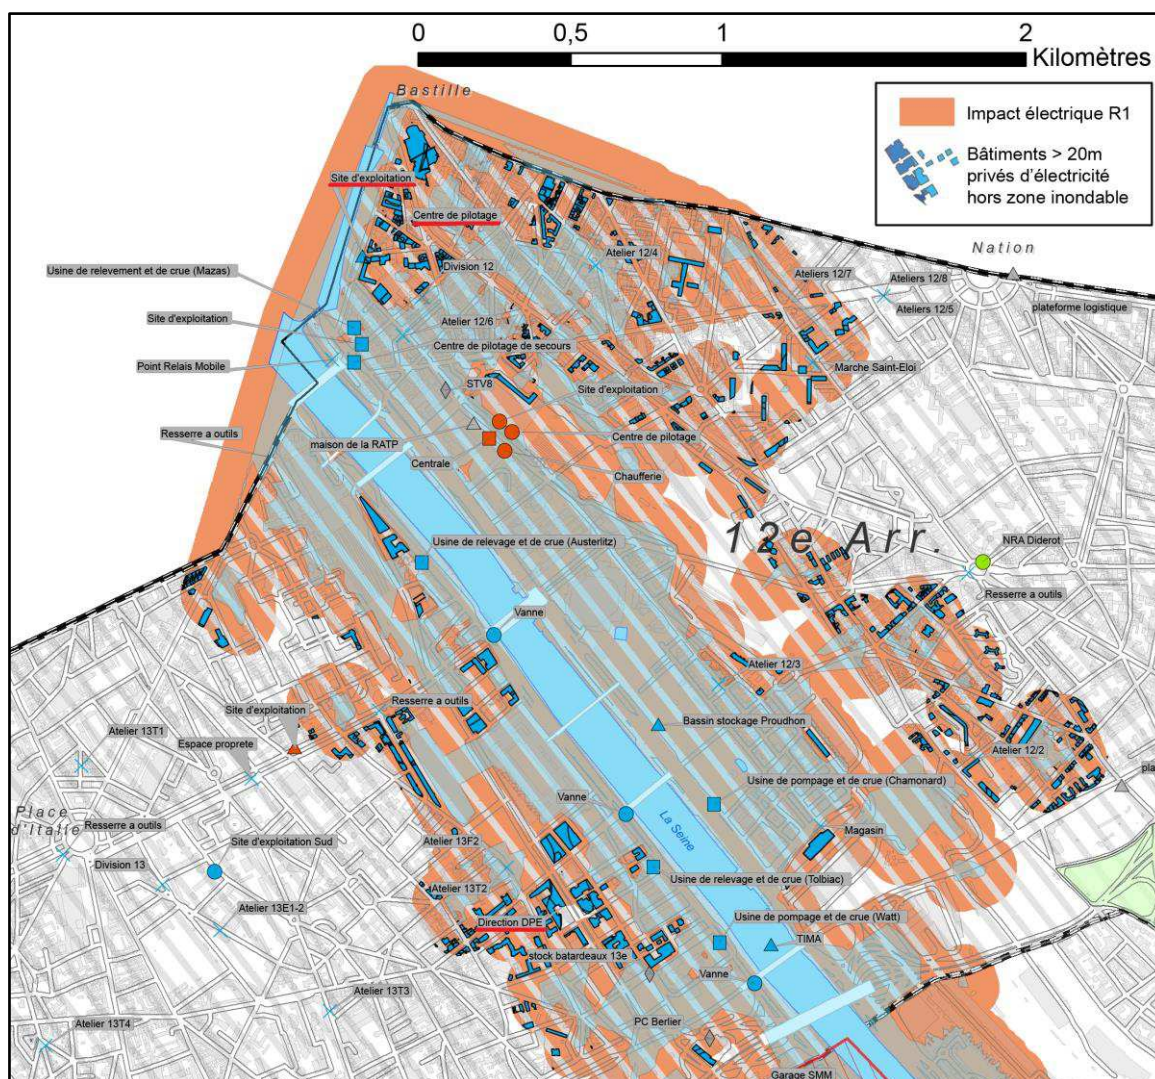 0 0,5 1 2
Kilomètres
Bastille
Impact électrique R1
Bâtiments > 20m
privés d'électricité
hors zone inondable
Site d'exploitation
Centre de pilotage
Nation
Atelier 12/4
Division 12
Usine de relevement et de crue (Mazas)
Ateliers 12/7
Ateliers 12/8
plateforme logistique
Ateliers 12/5
Site d'exploitation
Atelier 12/6
Centre de pilotage de secours
Point Relais Mobile
Marche Saint-Eloi
STV8
Site d'exploitation
Resserre a outils
maison de la RATP
Centre de pilotage
Centrale
Chaufferie
12e Arr.
Usine de relevage et de crue (Austerlitz)
NRA Diderot
Resserre a outils
Vanne
Atelier 12/3
Resserre a outils
Site d'exploitation
Bassin stockage Proudhon
Atelier 13T1
Espace proprete
Atelier 12/2
pla
Usine de pompage et de crue (Chamonard)
Vanne
Place
d'Italie
Resserre a outils
La Seine
Magasin
Site d'exploitation Sud
Atelier 13F2
Division 13
Usine de relevage et de crue (Tolbiac)
Atelier 13T2
Atelier 13E1-2
Direction DPE
Usine de pompage et de crue (Watt)
TIMA
stock batardeaux 13e
Vanne
Atelier 13T3
Atelier 13T4
PC Berlier
Garage SMM